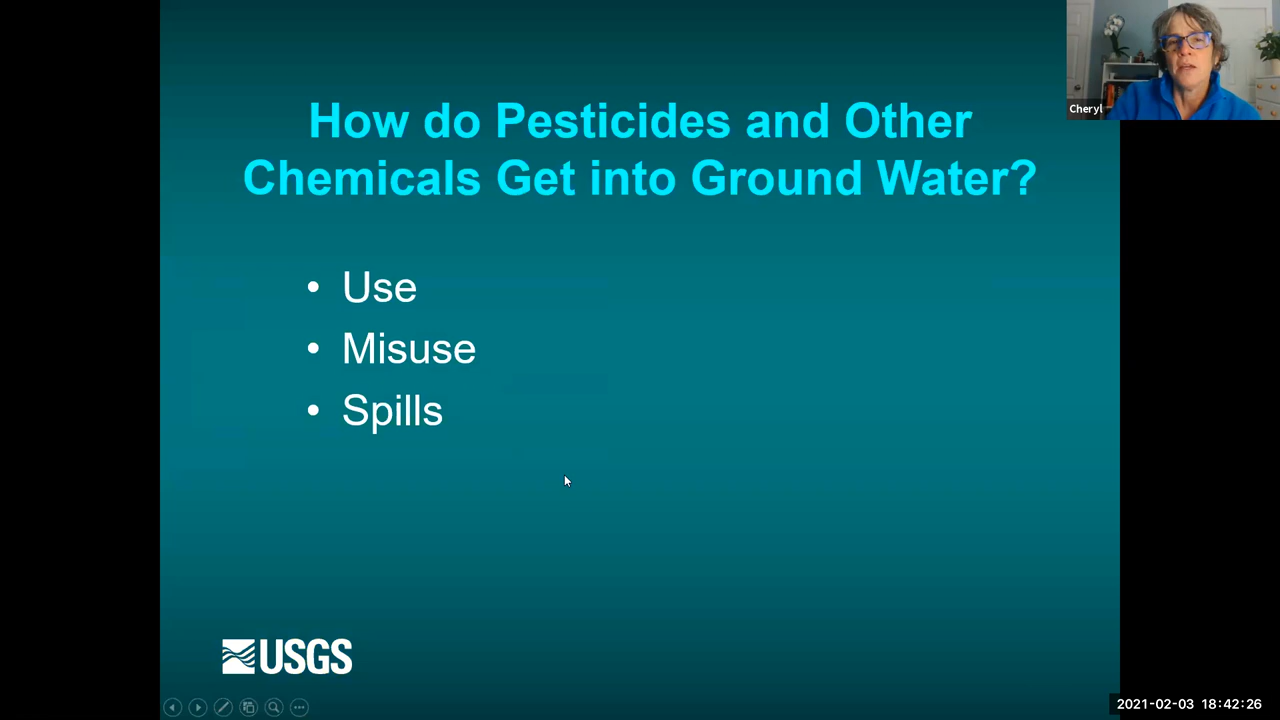 How do Pesticides and Other
Chemicals Get into Ground Water?
• Use
• Misuse
• Spills
USGS
Cheryl
2021-02-03 18:42:26